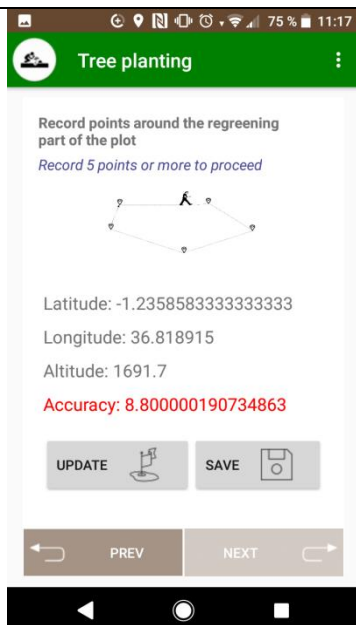 75 % 11:17
Tree planting
Record points around the regreening
part of the plot
Record 5 points or more to proceed
Latitude: -1.2358583333333333
Longitude: 36.818915
Altitude: 1691.7
Accuracy: 8.800000190734863
UPDATE SAVE
PREV NEXT